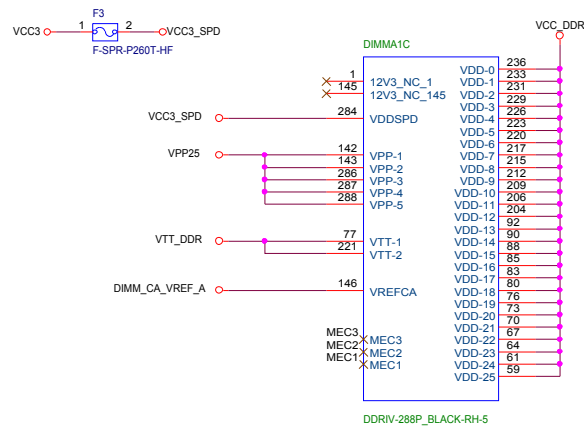 F3
VCC3 1 2 VCC3_SPD
F-SPR-P260T-HF
VCC_DDR
DIMMA1C
1 12V3_NC_1
145 12V3_NC_145
VCC3_SPD 284 VDDSPD
VPP25 142 VPP-1
143 VPP-2
286 VPP-3
287 VPP-4
288 VPP-5
VTT_DDR 77 VTT-1
221 VTT-2
DIMM_CA_VREF_A 146 VREFCA
MEC3 MEC3
MEC2 MEC2
MEC1 MEC1
VDD-0 236
VDD-1 233
VDD-2 231
VDD-3 229
VDD-4 226
VDD-5 223
VDD-6 220
VDD-7 217
VDD-8 215
VDD-9 212
VDD-10 209
VDD-11 206
VDD-12 204
VDD-13 92
VDD-14 90
VDD-15 88
VDD-16 85
VDD-17 83
VDD-18 80
VDD-19 76
VDD-20 73
VDD-21 70
VDD-22 67
VDD-23 64
VDD-24 61
VDD-25 59
DDRIV-288P_BLACK-RH-5